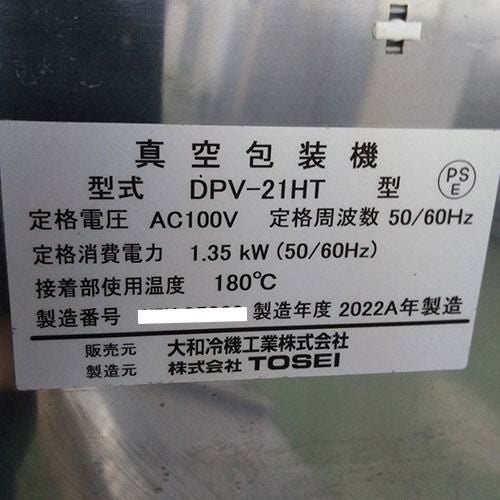 真空包装機
型式 DPV-21HT 型 PSE
定格電圧 AC100V 定格周波数 50/60Hz
定格消費電力 1.35 kW (50/60Hz)
接着部使用温度 180℃
製造番号 製造年度 2022A年製造
販売元 大和冷機工業株式会社
製造元 株式会社 TOSEI